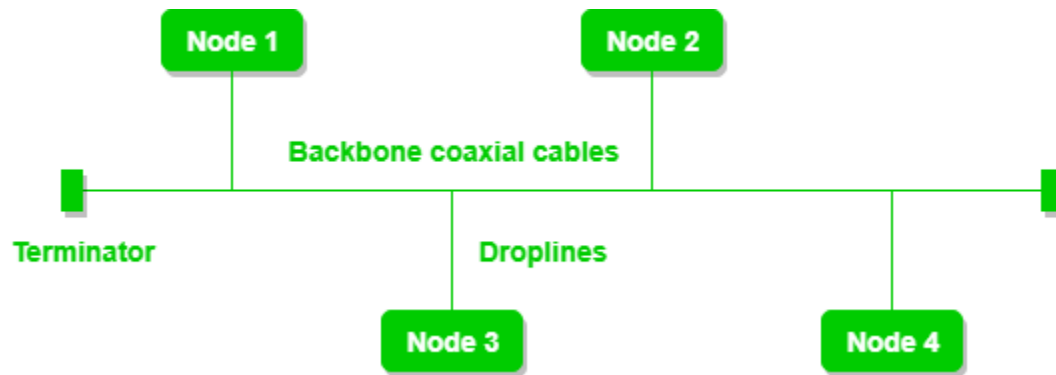 Node 1
Node 2
Backbone coaxial cables
Terminator
Droplines
Node 3
Node 4